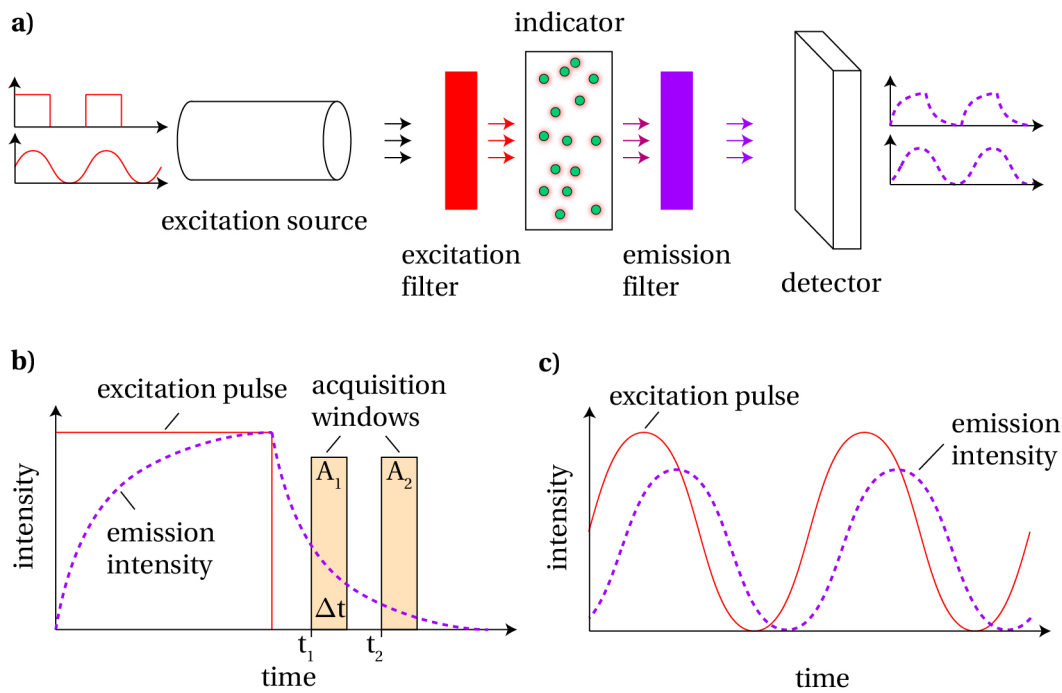 a)
indicator
excitation source
excitation
filter
emission
filter
detector
b)
excitation pulse
acquisition
windows
A₁
A₂
intensity
emission
intensity
Δt
t₁
t₂
time
c)
excitation pulse
emission
intensity
intensity
time